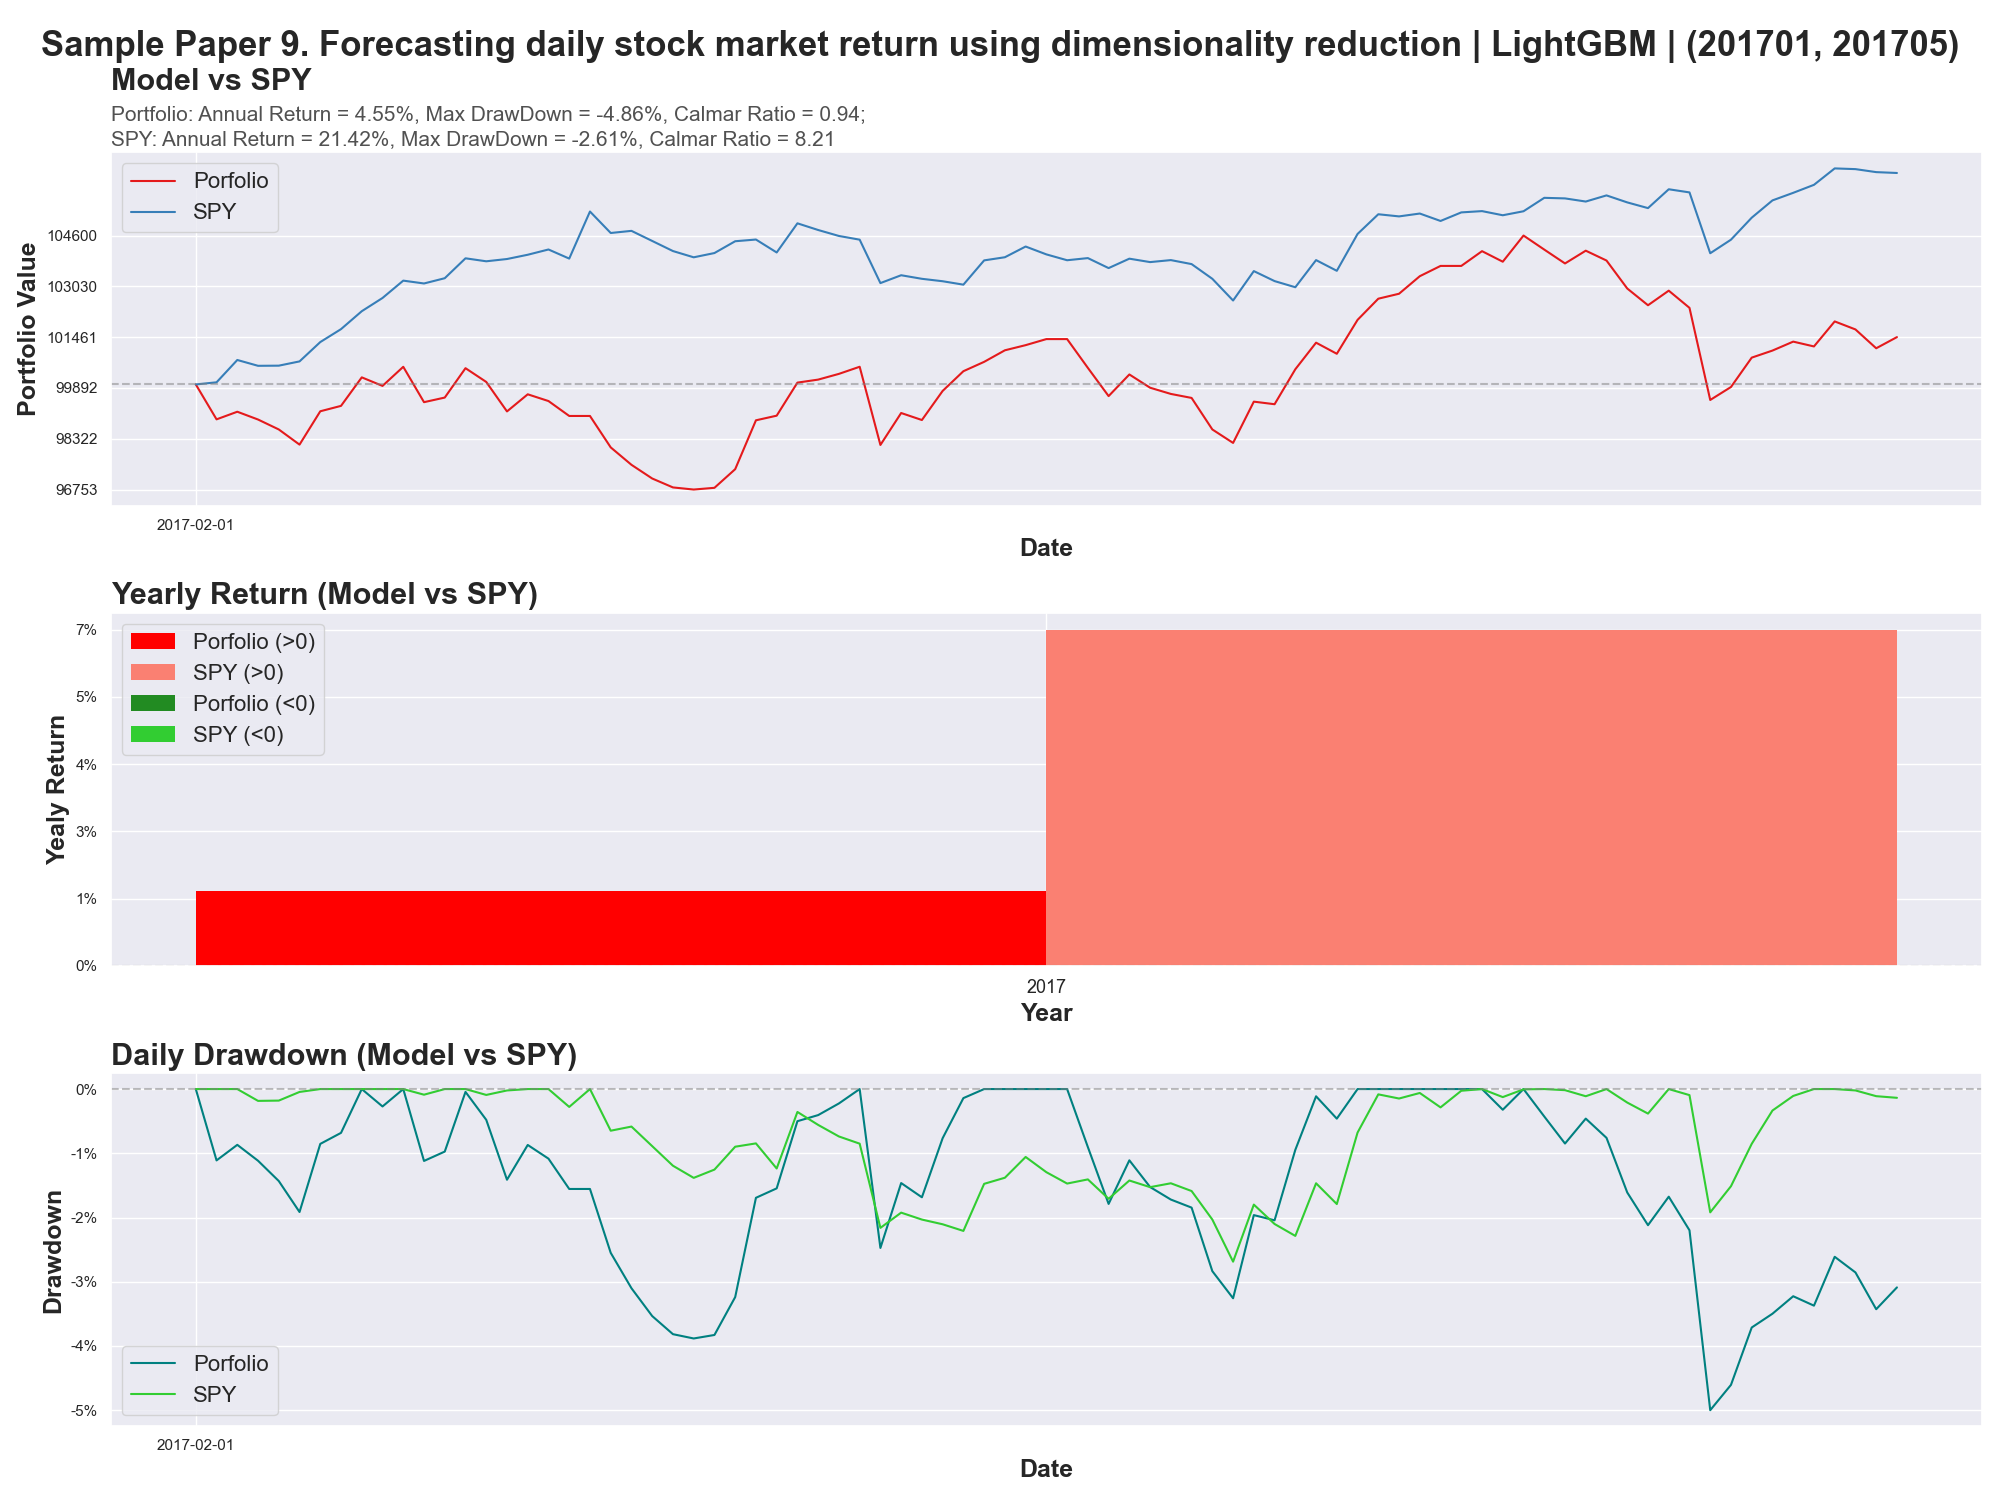 Sample Paper 9. Forecasting daily stock market return using dimensionality reduction | LightGBM | (201701, 201705)
Model vs SPY
Portfolio: Annual Return = 4.55%, Max DrawDown = -4.86%, Calmar Ratio = 0.94;
SPY: Annual Return = 21.42%, Max DrawDown = -2.61%, Calmar Ratio = 8.21
Porfolio
SPY
Portfolio Value
104600
103030
101461
99892
98322
96753
2017-02-01
Date
Yearly Return (Model vs SPY)
Porfolio (>0)
SPY (>0)
Porfolio (<0)
SPY (<0)
Yealy Return
7%
5%
4%
3%
1%
0%
2017
Year
Daily Drawdown (Model vs SPY)
Drawdown
0%
-1%
-2%
-3%
-4%
-5%
Porfolio
SPY
2017-02-01
Date